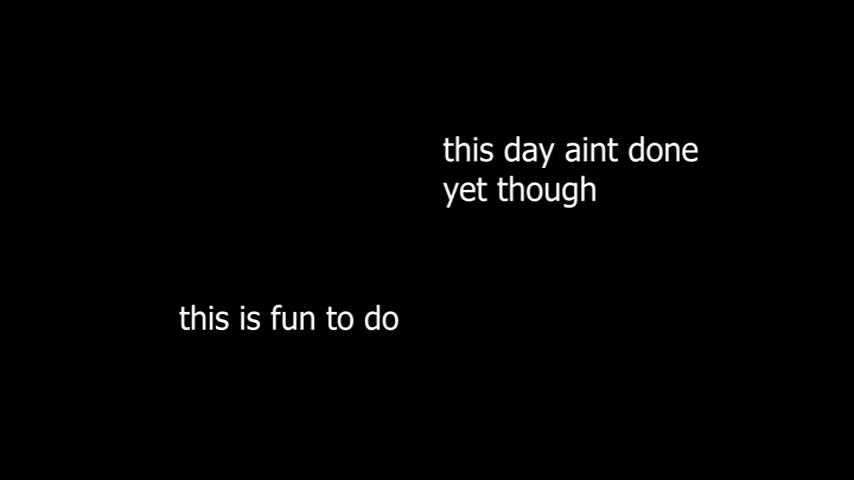 this day aint done
yet though
this is fun to do